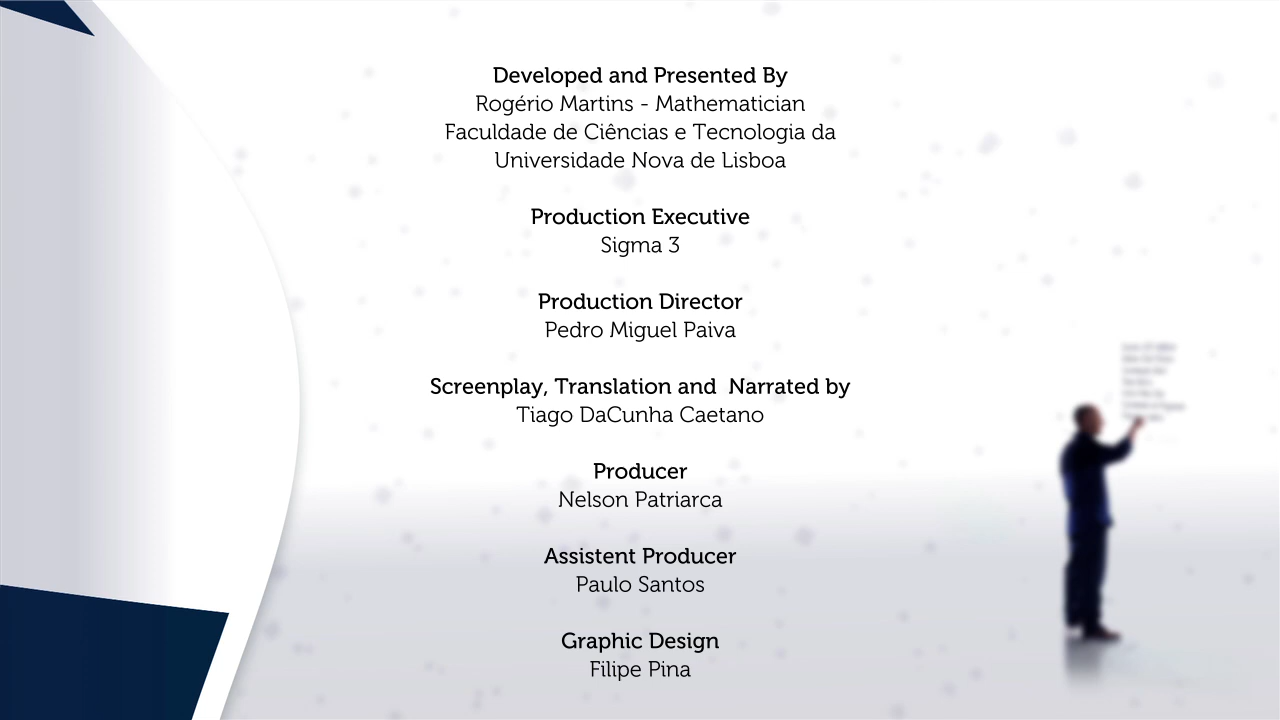 Developed and Presented By
Rogério Martins - Mathematician
Faculdade de Ciências e Tecnologia da
Universidade Nova de Lisboa
Production Executive
Sigma 3
Production Director
Pedro Miguel Paiva
Screenplay, Translation and  Narrated by
Tiago DaCunha Caetano
Producer
Nelson Patriarca
Assistent Producer
Paulo Santos
Graphic Design
Filipe Pina